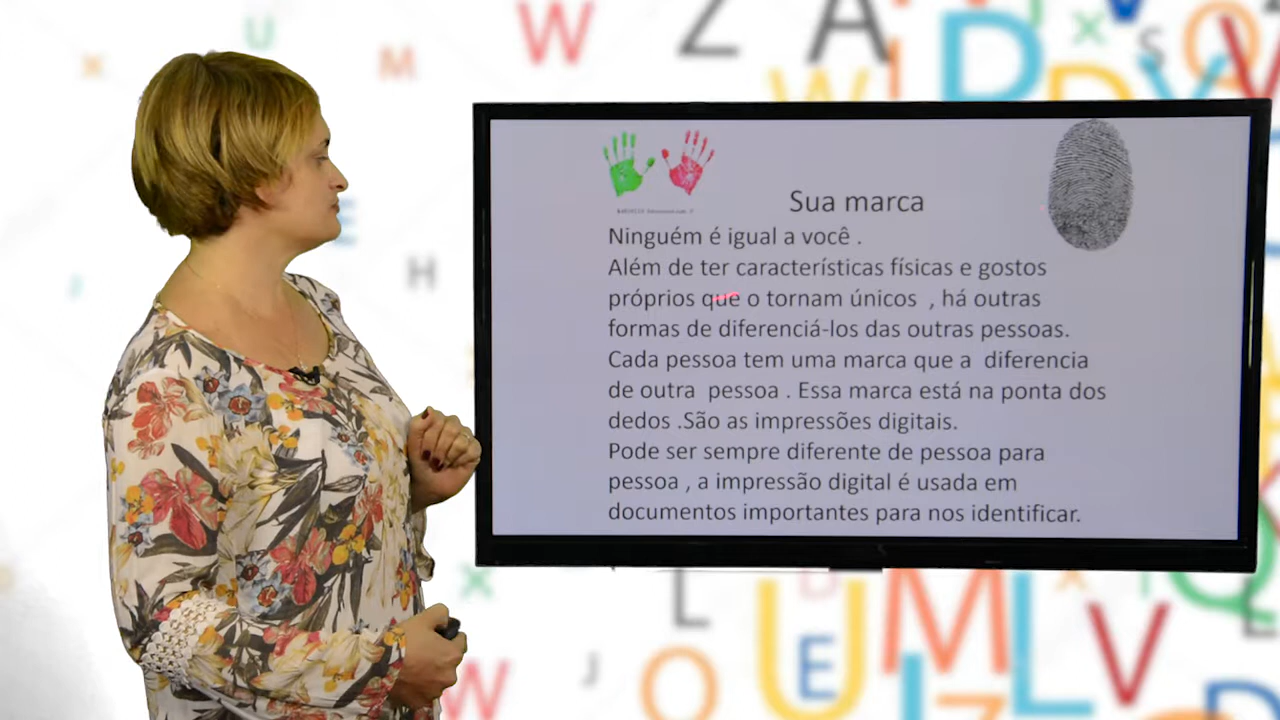 Sua marca
Ninguém é igual a você .
Além de ter características físicas e gostos
próprios que o tornam únicos , há outras
formas de diferenciá-los das outras pessoas.
Cada pessoa tem uma marca que a diferencia
de outra pessoa . Essa marca está na ponta dos
dedos .São as impressões digitais.
Pode ser sempre diferente de pessoa para
pessoa , a impressão digital é usada em
documentos importantes para nos identificar.